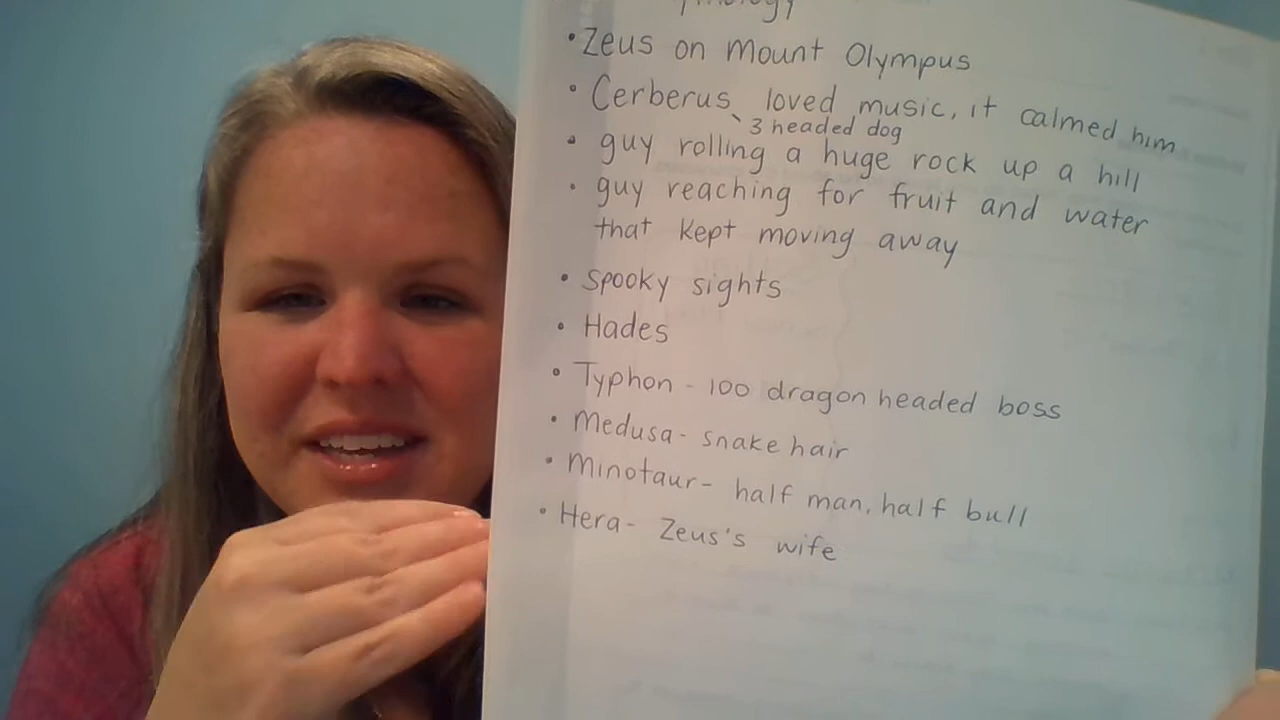 • Zeus on Mount Olympus
• Cerberus loved music, it calmed him
3 headed dog
• guy rolling a huge rock up a hill
• guy reaching for fruit and water
that kept moving away
• spooky sights
• Hades
• Typhon - 100 dragon headed boss
• Medusa - snake hair
• Minotaur - half man, half bull
• Hera - Zeus's wife